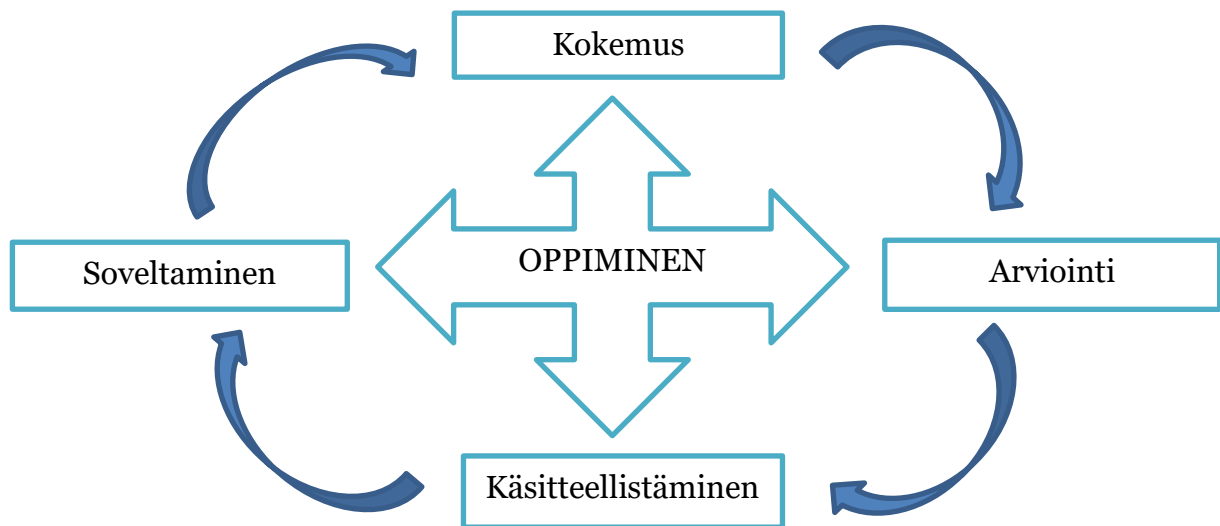 Kokemus
Soveltaminen
OPPIMINEN
Arviointi
Käsitteellistäminen